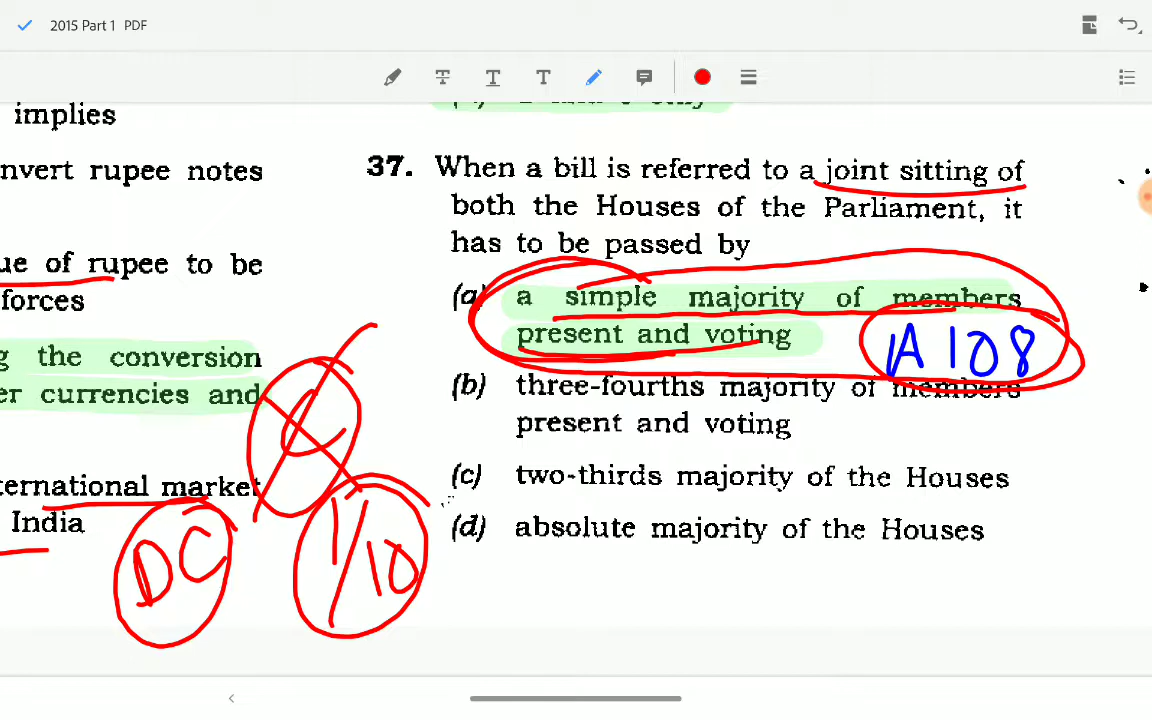 2015 Part 1 PDF
implies
nvert rupee notes
ue of rupee to be
forces
g the conversion
er currencies and
ternational market
India
37. When a bill is referred to a joint sitting of
both the Houses of the Parliament, it
has to be passed by
(a) a simple majority of members
present and voting
A 108
(b) three-fourths majority of members
present and voting
(c) two-thirds majority of the Houses
(d) absolute majority of the Houses
DC
1/10